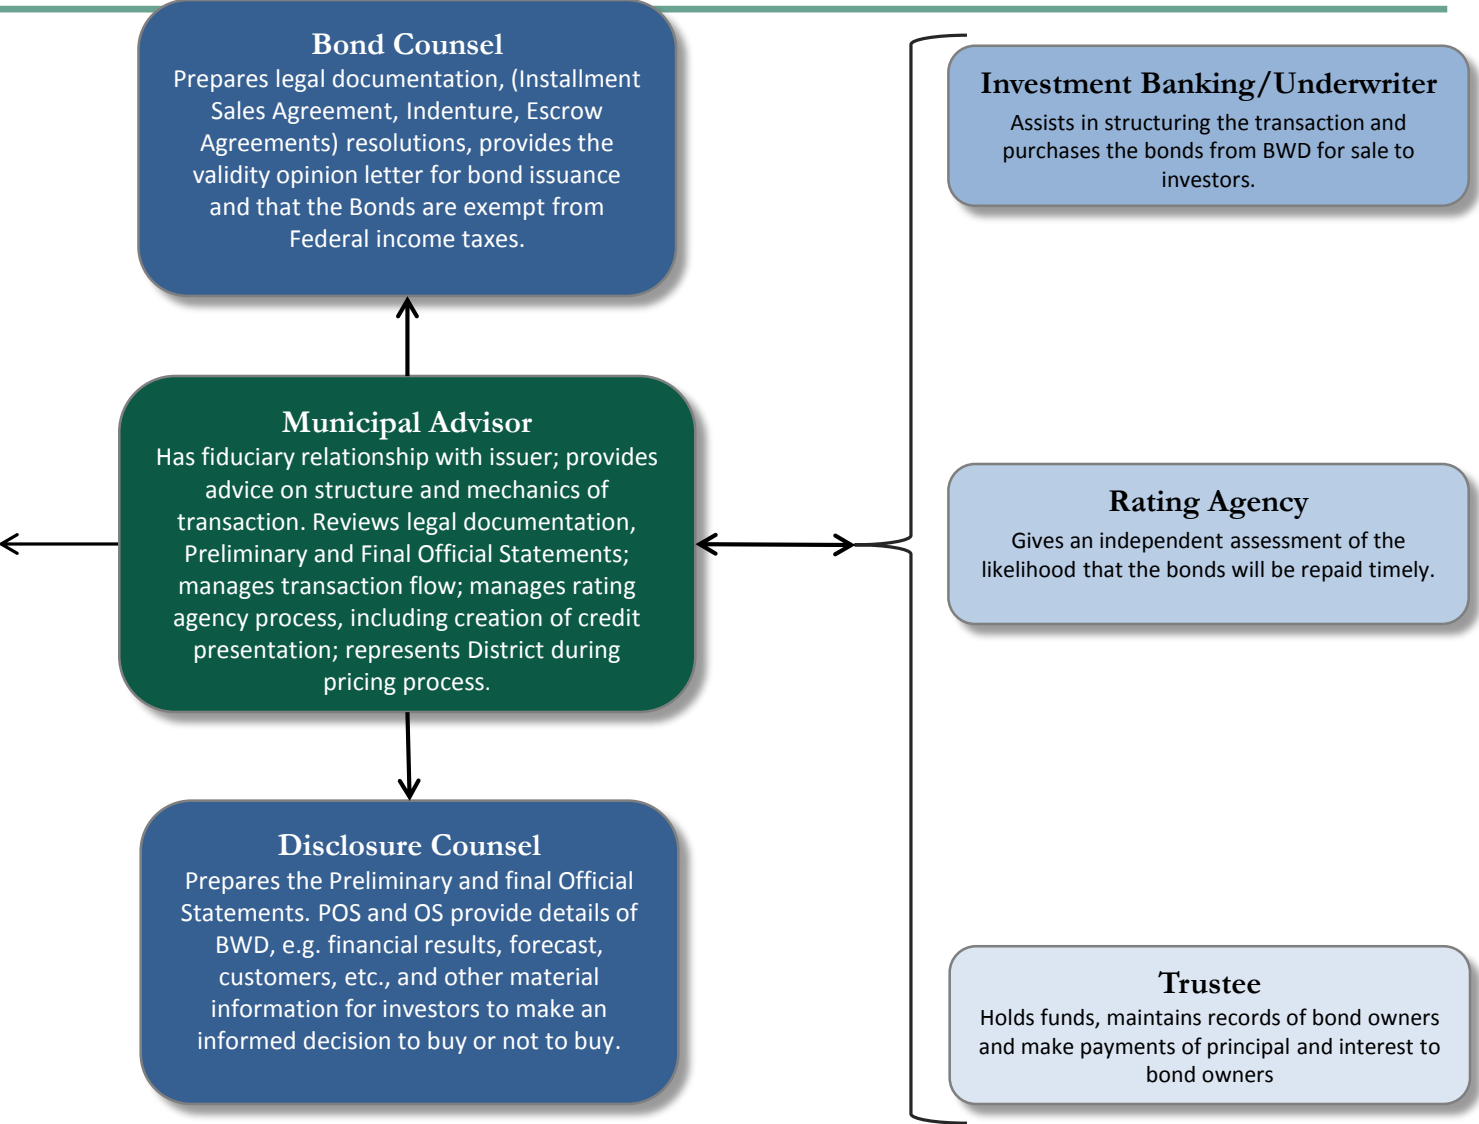 Bond Counsel
Prepares legal documentation, (Installment
Sales Agreement, Indenture, Escrow
Agreements) resolutions, provides the
validity opinion letter for bond issuance
and that the Bonds are exempt from
Federal income taxes.
Municipal Advisor
Has fiduciary relationship with issuer; provides
advice on structure and mechanics of
transaction. Reviews legal documentation,
Preliminary and Final Official Statements;
manages transaction flow; manages rating
agency process, including creation of credit
presentation; represents District during
pricing process.
Disclosure Counsel
Prepares the Preliminary and final Official
Statements. POS and OS provide details of
BWD, e.g. financial results, forecast,
customers, etc., and other material
information for investors to make an
informed decision to buy or not to buy.
Investment Banking/Underwriter
Assists in structuring the transaction and
purchases the bonds from BWD for sale to
investors.
Rating Agency
Gives an independent assessment of the
likelihood that the bonds will be repaid timely.
Trustee
Holds funds, maintains records of bond owners
and make payments of principal and interest to
bond owners